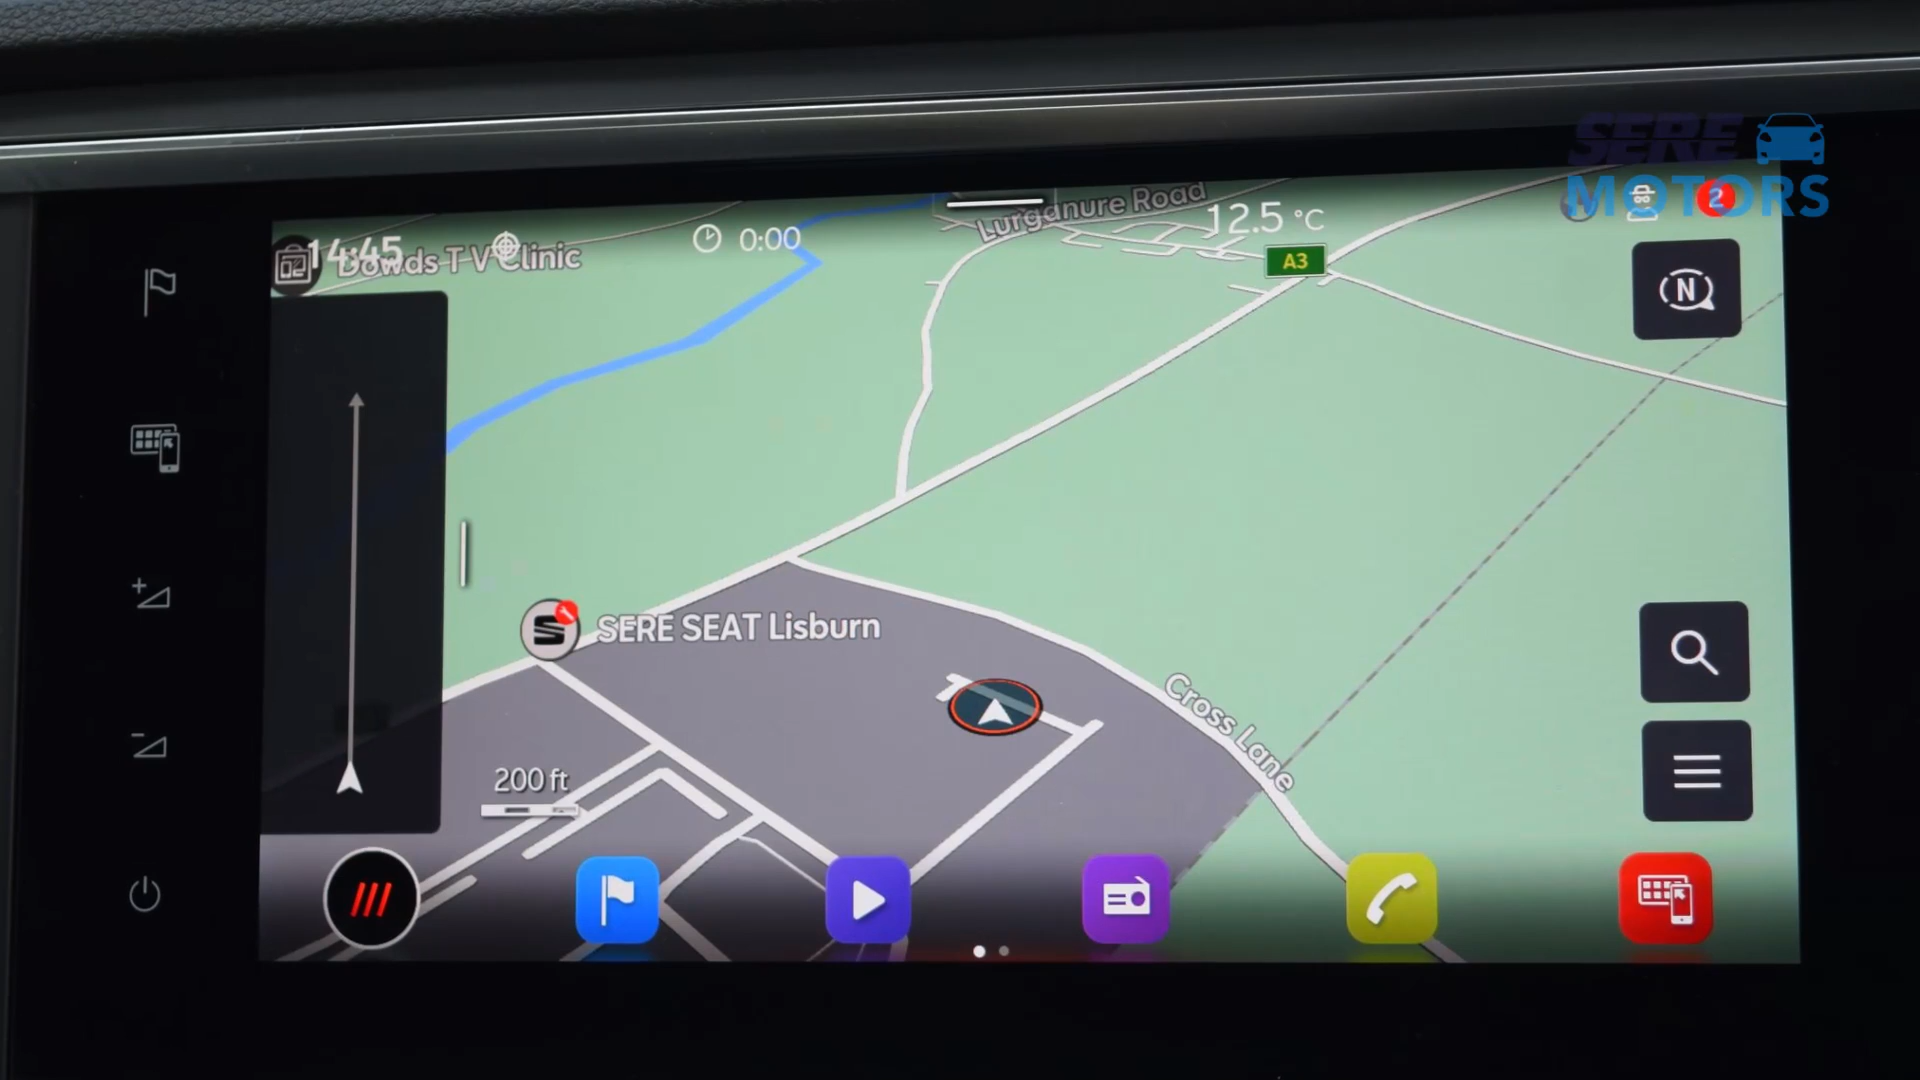 SERE
MOTORS
14:45
0:00
12.5 °C
2
Lurganure Road
Dowds T V Clinic
A3
N
SERE SEAT Lisburn
Cross Lane
200 ft